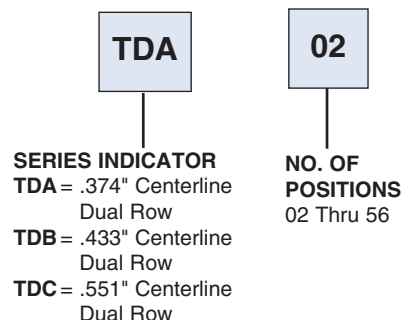 TDA
02
SERIES INDICATOR
TDA = .374" Centerline
Dual Row
TDB = .433" Centerline
Dual Row
TDC = .551" Centerline
Dual Row
NO. OF
POSITIONS
02 Thru 56